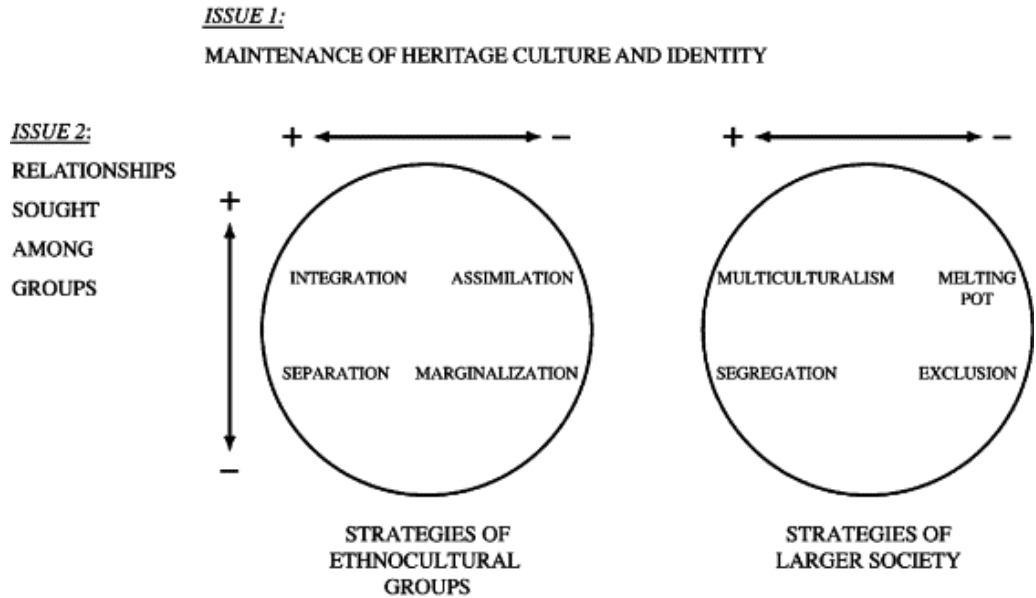 ISSUE 1:
MAINTENANCE OF HERITAGE CULTURE AND IDENTITY
ISSUE 2:
RELATIONSHIPS
SOUGHT
AMONG
GROUPS
+ −
+ −
+
−
INTEGRATION ASSIMILATION
SEPARATION MARGINALIZATION
MULTICULTURALISM MELTING
POT
SEGREGATION EXCLUSION
STRATEGIES OF
ETHNOCULTURAL
GROUPS
STRATEGIES OF
LARGER SOCIETY